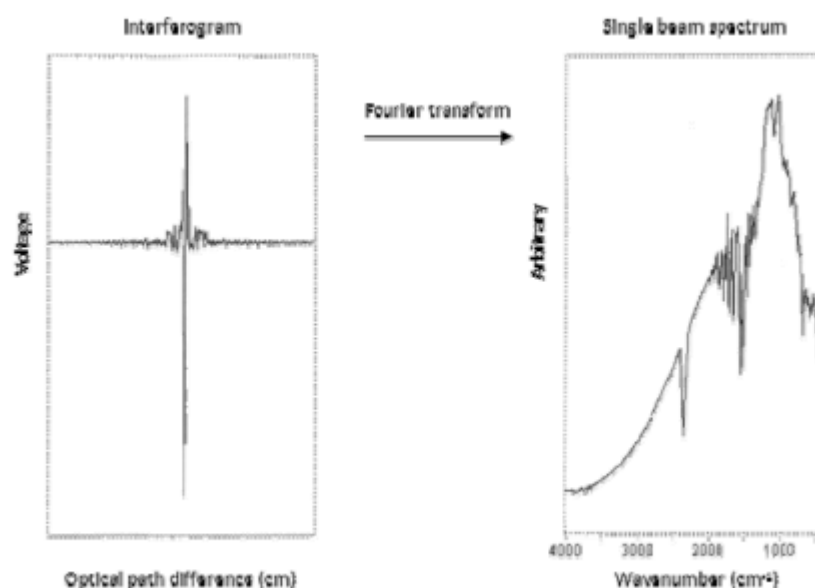 Interferogram
Single beam spectrum
Fourier transform
Voltage
Arbitrary
4000 3000 2000 1000
Optical path difference (cm)
Wavenumber (cm⁻¹)